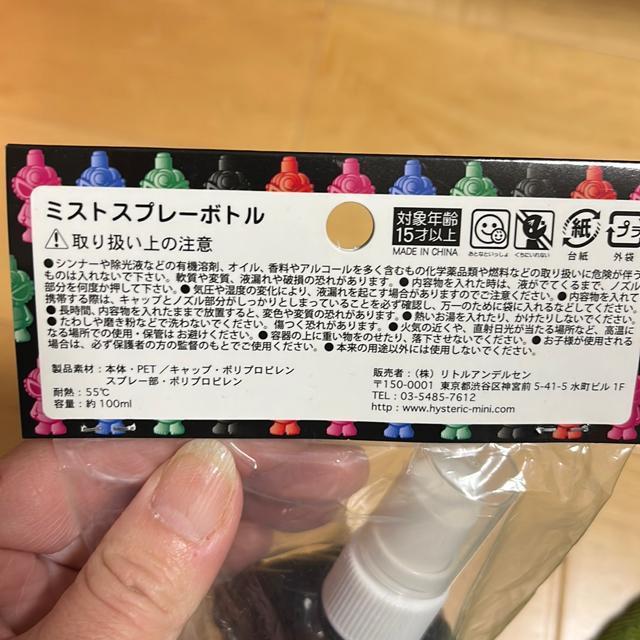 ミストスプレーボトル
取り扱い上の注意
対象年齢
15才以上
MADE IN CHINA
あとなといっしょ
くちにいれない
紙
台紙
プラ
外袋
●シンナーや除光液などの有機溶剤、オイル、香料やアルコールを多く含むもの化学薬品類や燃料などの取り扱いに危険が伴う
ものは入れないで下さい。軟質や変質、液漏れや破損の恐れがあります。●内容物を入れた時は、液がでてくるまで、ノズル
部分を何度か押して下さい。●気圧や湿度の変化により、液漏れを起こす場合がありますのでご注意ください。●内容物を入れて
携帯する際は、キャップとノズル部分がしっかりとしまっていることを必ず確認し、万一のために袋に入れるなどしてください。
●長時間、内容物を入れたままで放置すると、変色や変質の恐れがあります。●熱いお湯を入れたり、かけたりしないでください。
●たわしや磨き粉などで洗わないでください。傷つく恐れがあります。●火気の近くや、直射日光が当たる場所など、高温に
なる場所での使用・保管はお避けください。●容器の上に重い物をのせたり、落下させないでください。●お子様が使用される
場合は、必ず保護者の方の監督のもとでご使用ください。●本来の用途以外には使用しないでください。
製品素材：本体・PET／キャップ・ポリプロピレン
スプレー部・ポリプロピレン
耐熱：55℃
容量：約100ml
販売者：（株）リトルアンデルセン
〒150-0001 東京都渋谷区神宮前 5-41-5 水町ビル 1F
TEL：03-5485-7612
http：www.hysteric-mini.com